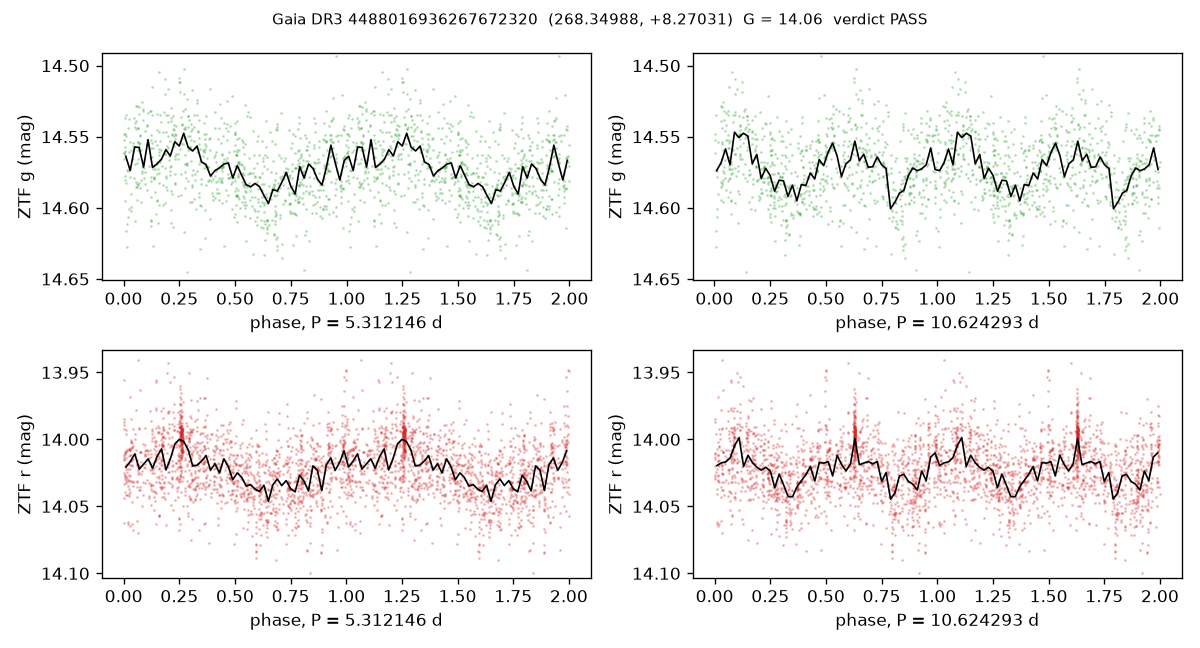 Gaia DR3 4488016936267672320  (268.34988, +8.27031)  G = 14.06  verdict PASS
ZTF g (mag)
14.50
14.55
14.60
14.65
0.00 0.25 0.50 0.75 1.00 1.25 1.50 1.75 2.00
phase, P = 5.312146 d
ZTF g (mag)
14.50
14.55
14.60
14.65
0.00 0.25 0.50 0.75 1.00 1.25 1.50 1.75 2.00
phase, P = 10.624293 d
ZTF r (mag)
13.95
14.00
14.05
14.10
0.00 0.25 0.50 0.75 1.00 1.25 1.50 1.75 2.00
phase, P = 5.312146 d
ZTF r (mag)
13.95
14.00
14.05
14.10
0.00 0.25 0.50 0.75 1.00 1.25 1.50 1.75 2.00
phase, P = 10.624293 d